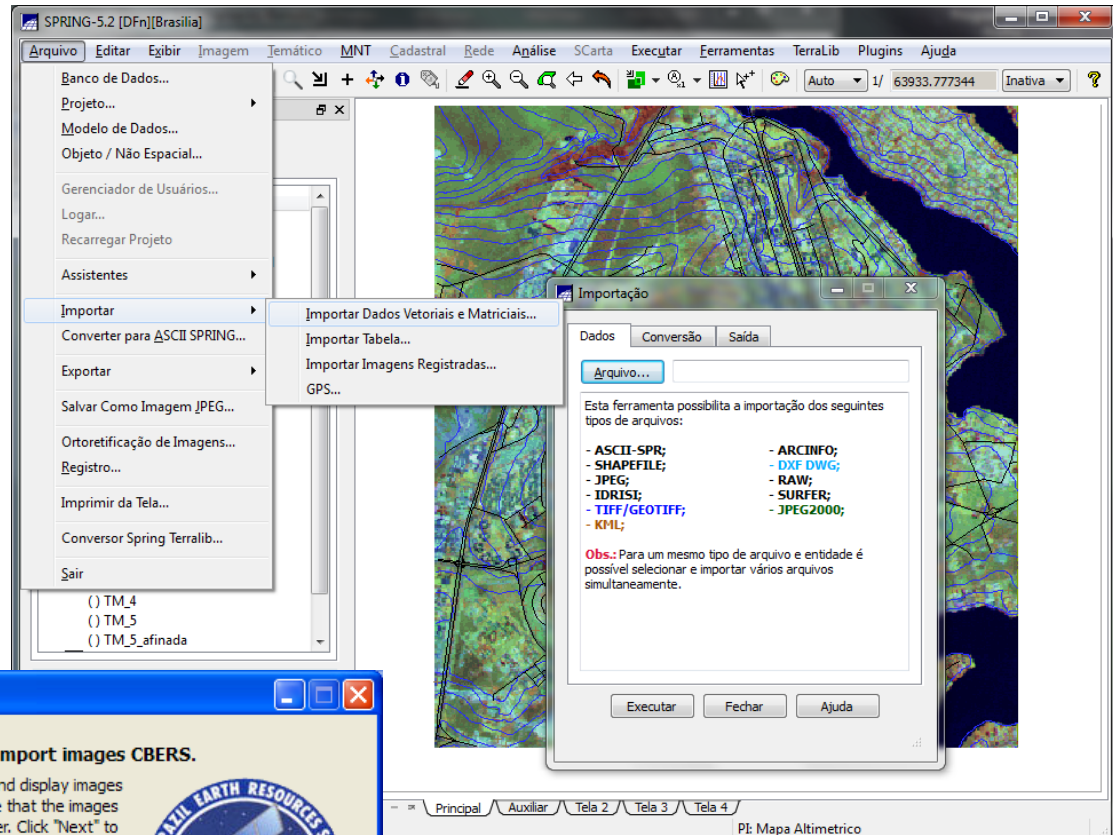 SPRING-5.2 [DFn][Brasilia]
Arquivo Editar Exibir Imagem Temático MNT Cadastral Rede Análise SCarta Executar Ferramentas TerraLib Plugins Ajuda
Auto 1/ 63933.777344 Inativa
Banco de Dados...
Projeto...
Modelo de Dados...
Objeto / Não Espacial...
Gerenciador de Usuários...
Logar...
Recarregar Projeto
Assistentes
Importar
Converter para ASCII SPRING...
Exportar
Salvar Como Imagem JPEG...
Ortoretificação de Imagens...
Registro...
Imprimir da Tela...
Conversor Spring Terralib...
Sair
Importar Dados Vetoriais e Matriciais...
Importar Tabela...
Importar Imagens Registradas...
GPS...
() TM_4
() TM_5
() TM_5_afinada
Importação
Dados Conversão Saída
Arquivo...
Esta ferramenta possibilita a importação dos seguintes
tipos de arquivos:
- ASCII-SPR; - ARCINFO;
- SHAPEFILE; - DXF DWG;
- JPEG; - RAW;
- IDRISI; - SURFER;
- TIFF/GEOTIFF; - JPEG2000;
- KML;
Obs.: Para um mesmo tipo de arquivo e entidade é
possível selecionar e importar vários arquivos
simultaneamente.
Executar Fechar Ajuda
mport images CBERS.
nd display images
that the images
er. Click "Next" to
EARTH RESOURCES
Principal Auxiliar Tela 2 Tela 3 Tela 4
PI: Mapa Altimetrico